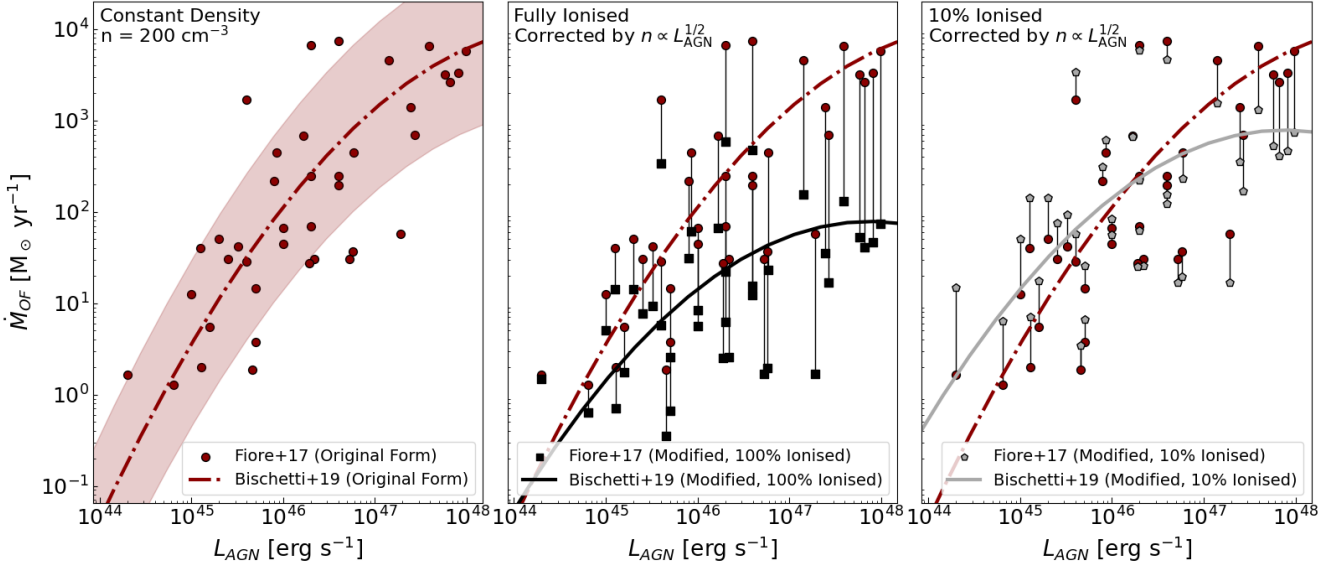 Constant Density
n = 200 cm⁻³
Fully Ionised
Corrected by n ∝ L_AGN^1/2
10% Ionised
Corrected by n ∝ L_AGN^1/2
Ṁ_OF [M⊙ yr⁻¹]
10⁴
10³
10²
10¹
10⁰
10⁻¹
Fiore+17 (Original Form)
Bischetti+19 (Original Form)
Fiore+17 (Modified, 100% Ionised)
Bischetti+19 (Modified, 100% Ionised)
Fiore+17 (Modified, 10% Ionised)
Bischetti+19 (Modified, 10% Ionised)
10⁴⁴ 10⁴⁵ 10⁴⁶ 10⁴⁷ 10⁴⁸
10⁴⁴ 10⁴⁵ 10⁴⁶ 10⁴⁷ 10⁴⁸
10⁴⁴ 10⁴⁵ 10⁴⁶ 10⁴⁷ 10⁴⁸
L_AGN [erg s⁻¹]
L_AGN [erg s⁻¹]
L_AGN [erg s⁻¹]